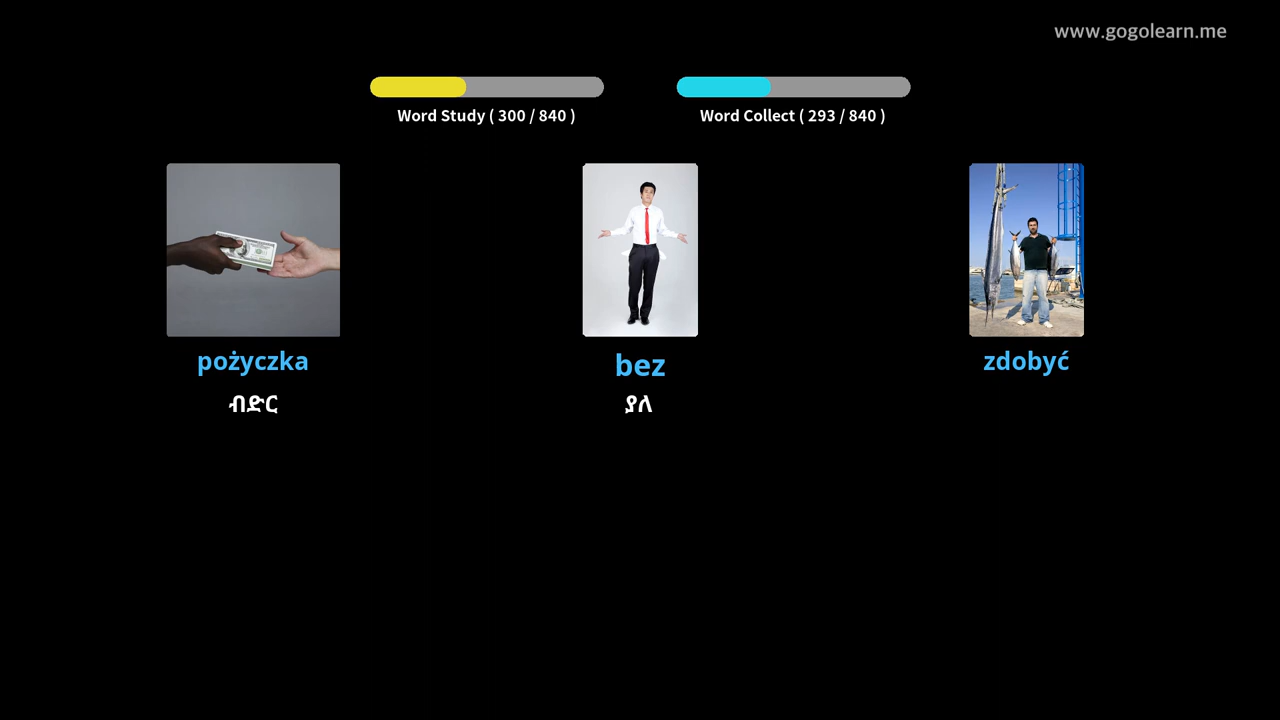 www.gogolearn.me
Word Study ( 300 / 840 )
Word Collect ( 293 / 840 )
pożyczka
bez
zdobyć
ብድር
ያለ